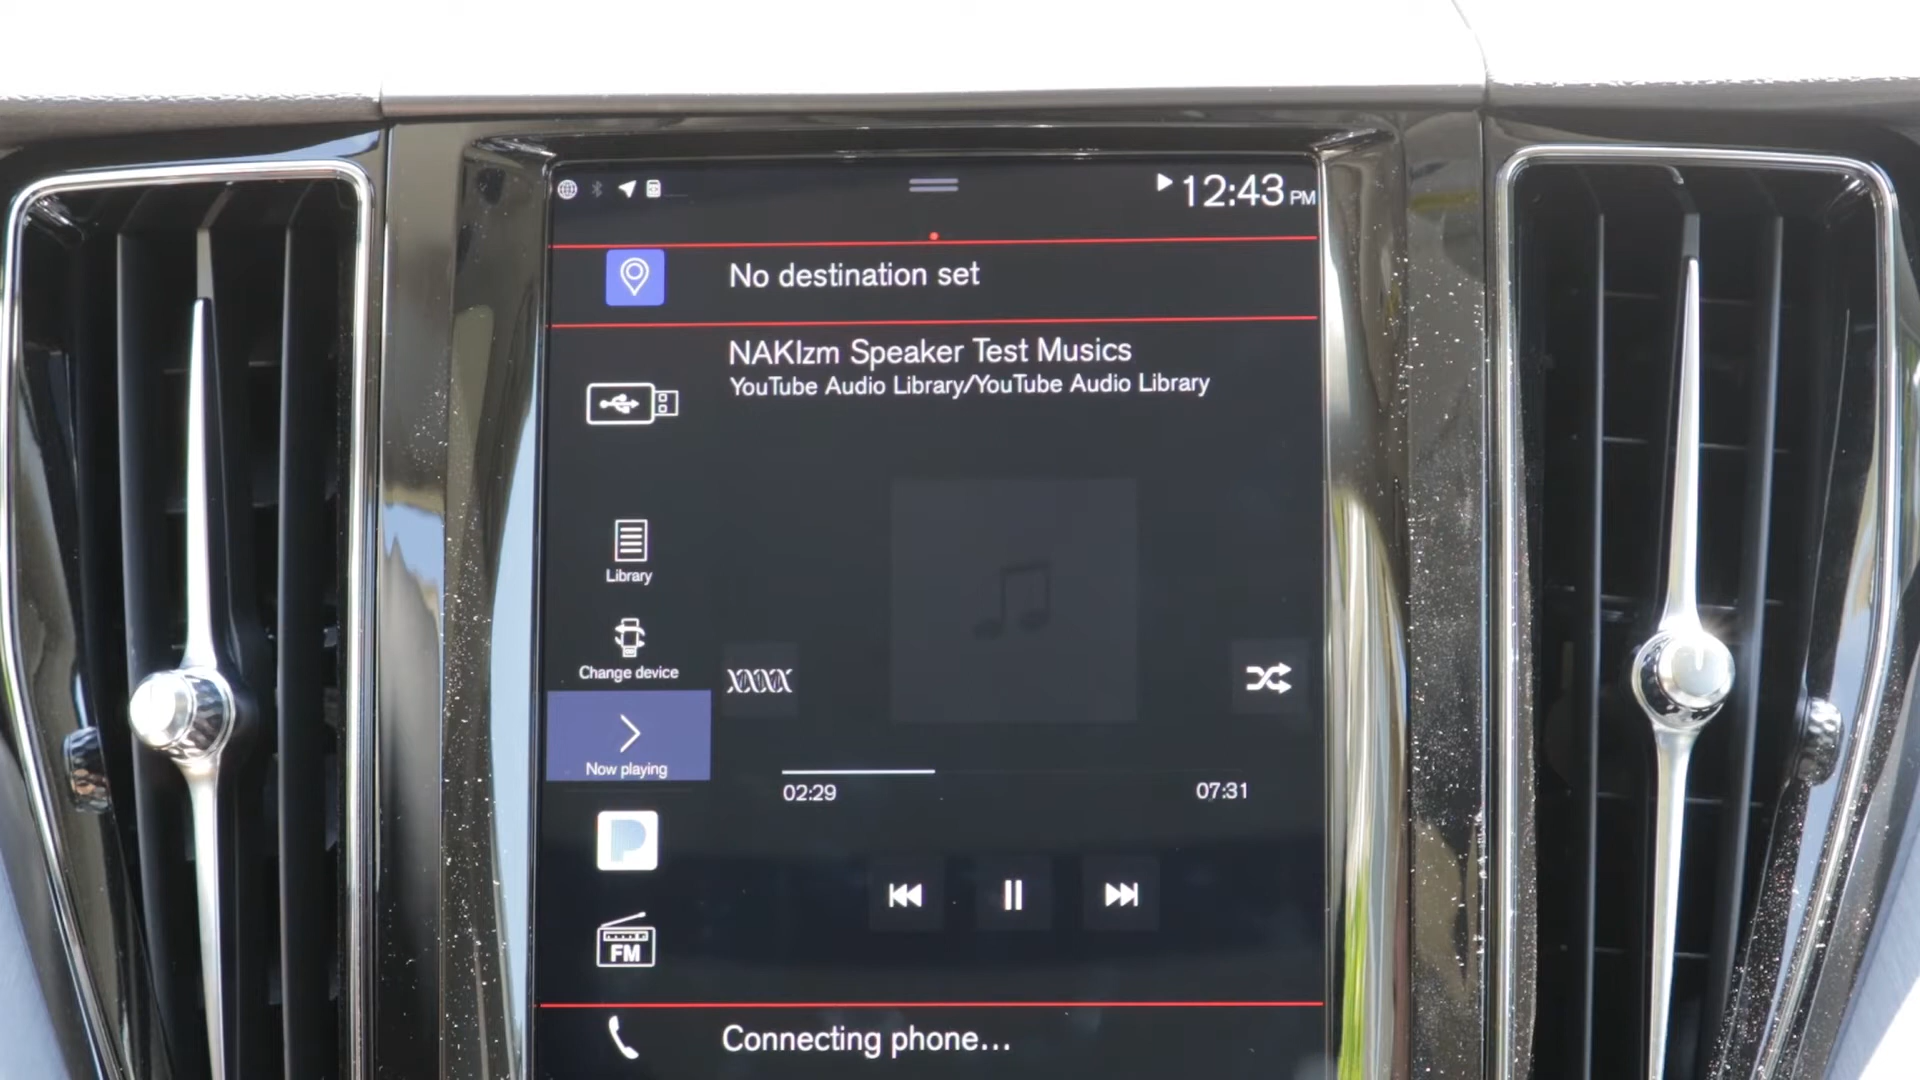 12:43 PM
No destination set
NAKIzm Speaker Test Musics
YouTube Audio Library/YouTube Audio Library
Library
Change device
Now playing
02:29
07:31
FM
Connecting phone...